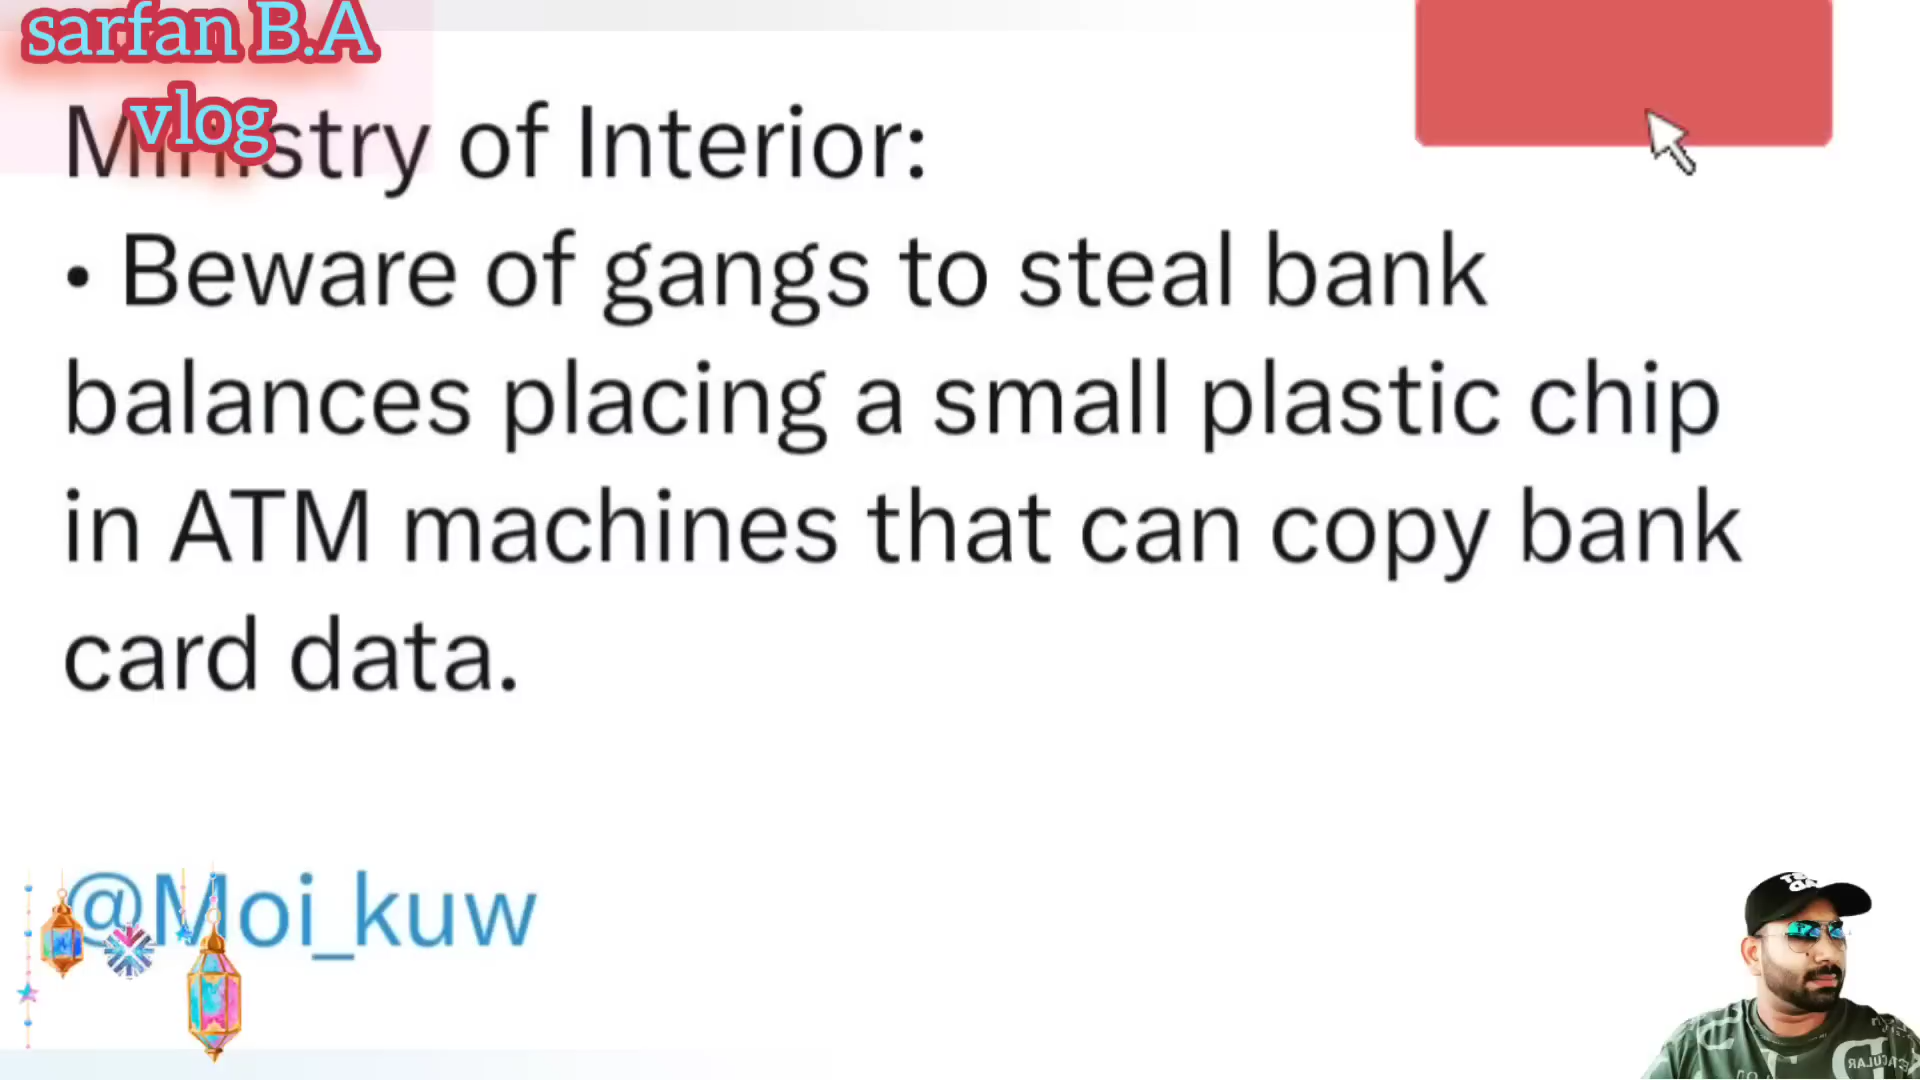 sarfan B.A
vlog
Ministry of Interior:
• Beware of gangs to steal bank
balances placing a small plastic chip
in ATM machines that can copy bank
card data.
@Moi_kuw